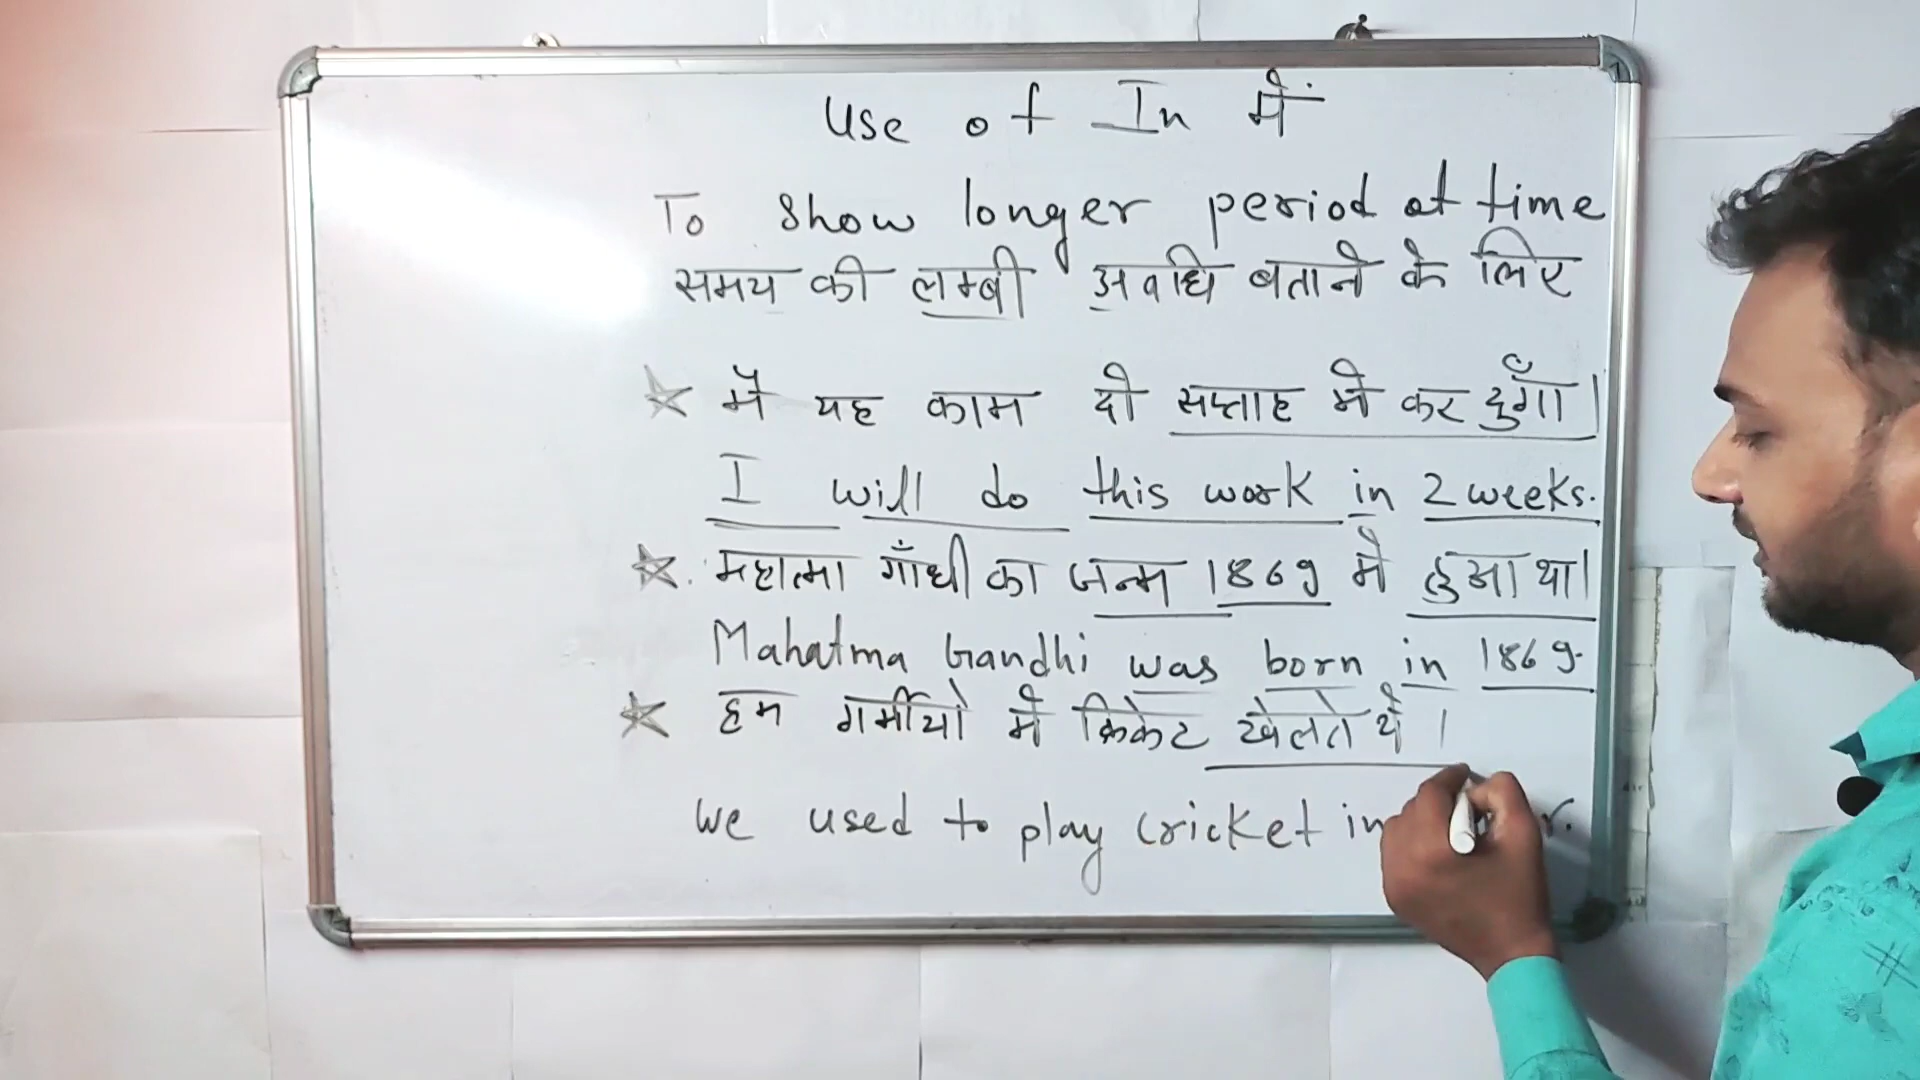 Use of In में
To show longer period of time
समय की लम्बी अवधि बताने के लिए
मैं यह काम दो सप्ताह में कर दुँगा।
I will do this work in 2 weeks.
महात्मा गाँधी का जन्म 1869 में हुआ था।
Mahatma Gandhi was born in 1869.
हम गर्मीयो में क्रिकेट खेलते थे।
We used to play cricket in